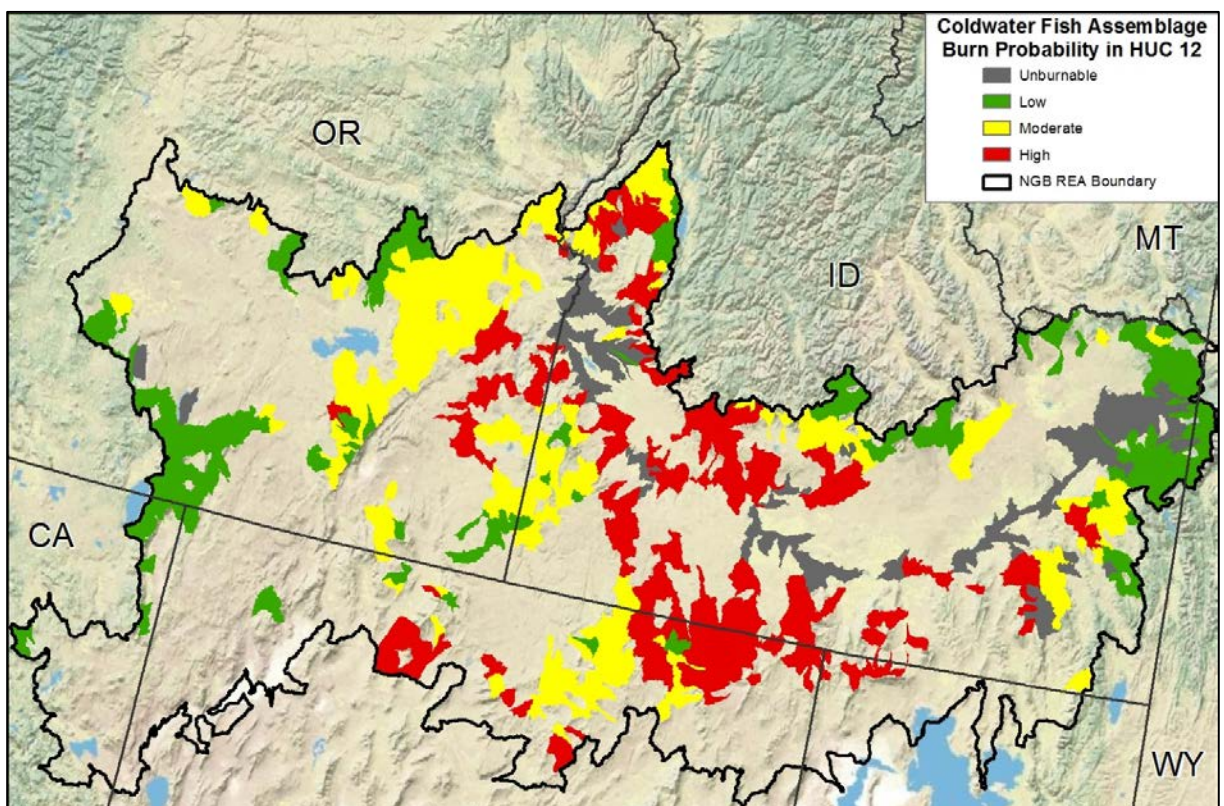 Coldwater Fish Assemblage
Burn Probability in HUC 12
Unburnable
Low
Moderate
High
NGB REA Boundary
OR
MT
ID
CA
WY